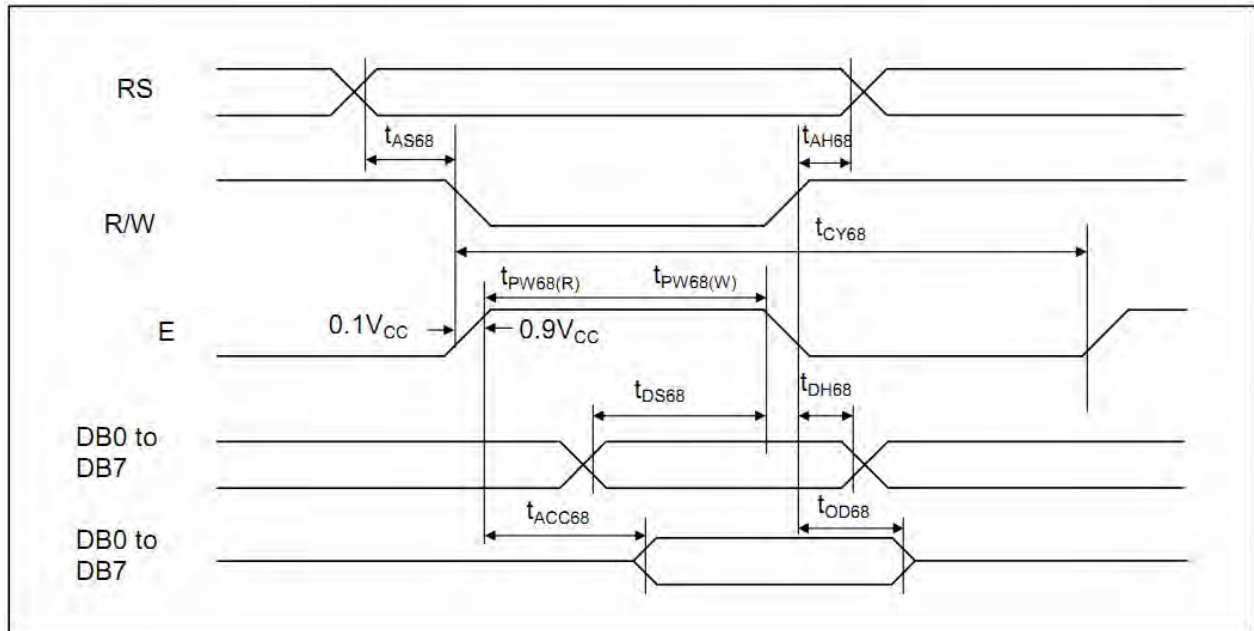 RS
tAS68
tAH68
R/W
tCY68
tPW68(R)
tPW68(W)
E
0.1VCC
0.9VCC
tDS68
tDH68
DB0 to
DB7
tACC68
tOD68
DB0 to
DB7